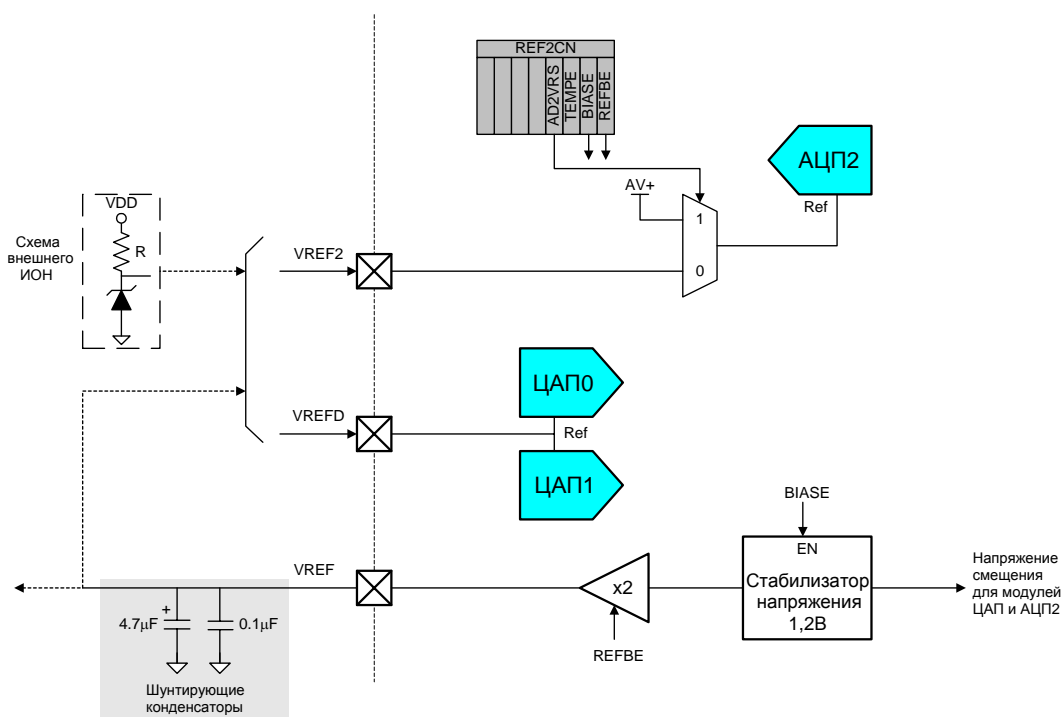 REF2CN
AD2VRS
TEMPE
BIASE
REFBE
АЦП2
Ref
AV+
1
0
VDD
R
Схема
внешнего
ИОН
VREF2
ЦАП0
VREFD
Ref
ЦАП1
BIASE
EN
Стабилизатор
напряжения
1,2В
Напряжение
смещения
для модулей
ЦАП и АЦП2
VREF
x2
REFBE
+
4.7µF
0.1µF
Шунтирующие
конденсаторы